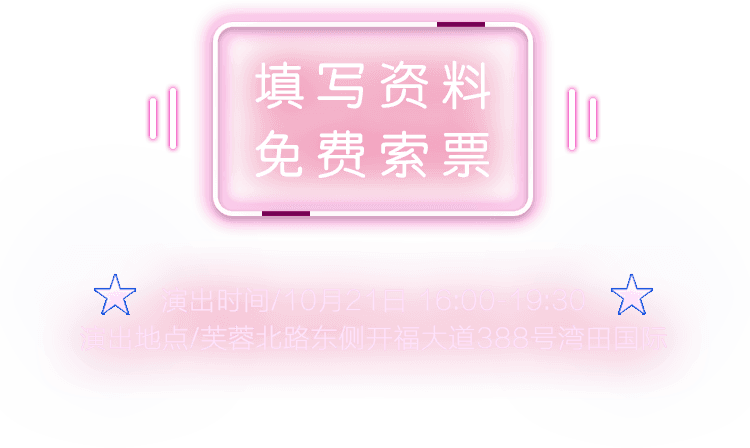 填写资料
免费索票
演出时间/10月21日 16:00-19:30
演出地点/芙蓉北路东侧开福大道388号湾田国际